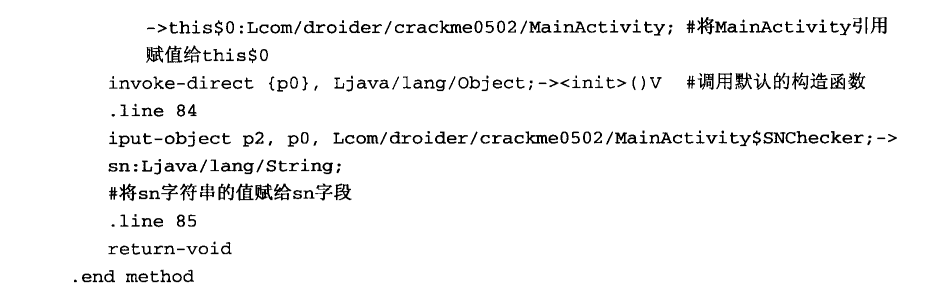 ->this$0:Lcom/droider/crackme0502/MainActivity; #将MainActivity引用
赋值给this$0
invoke-direct {p0}, Ljava/lang/Object;-><init>()V #调用默认的构造函数
.line 84
iput-object p2, p0, Lcom/droider/crackme0502/MainActivity$SNChecker;->
sn:Ljava/lang/String;
#将sn字符串的值赋给sn字段
.line 85
return-void
.end method